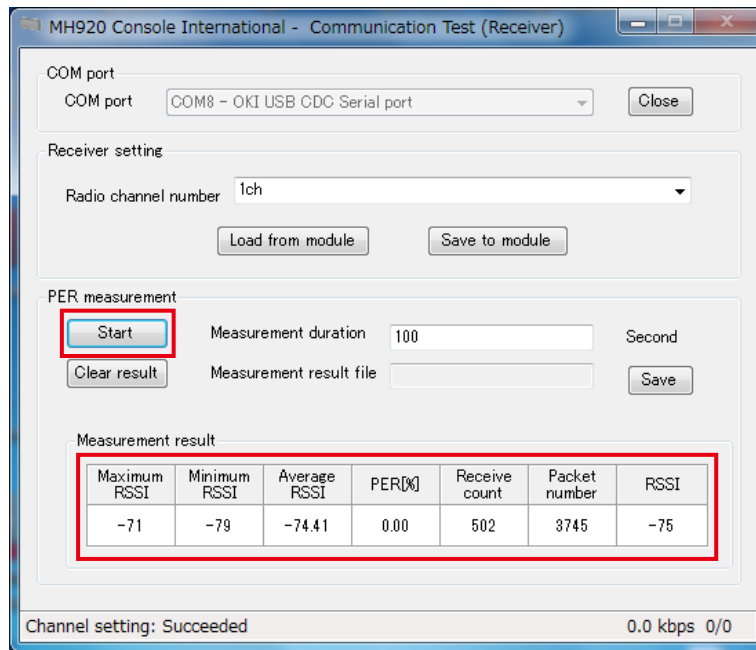 MH920 Console International - Communication Test (Receiver)
COM port
COM port COM8 - OKI USB CDC Serial port Close
Receiver setting
Radio channel number 1ch
Load from module Save to module
PER measurement
Start Measurement duration 100 Second
Clear result Measurement result file Save
Measurement result
Maximum RSSI Minimum RSSI Average RSSI PER[%] Receive count Packet number RSSI
-71 -79 -74.41 0.00 502 3745 -75
Channel setting: Succeeded 0.0 kbps 0/0